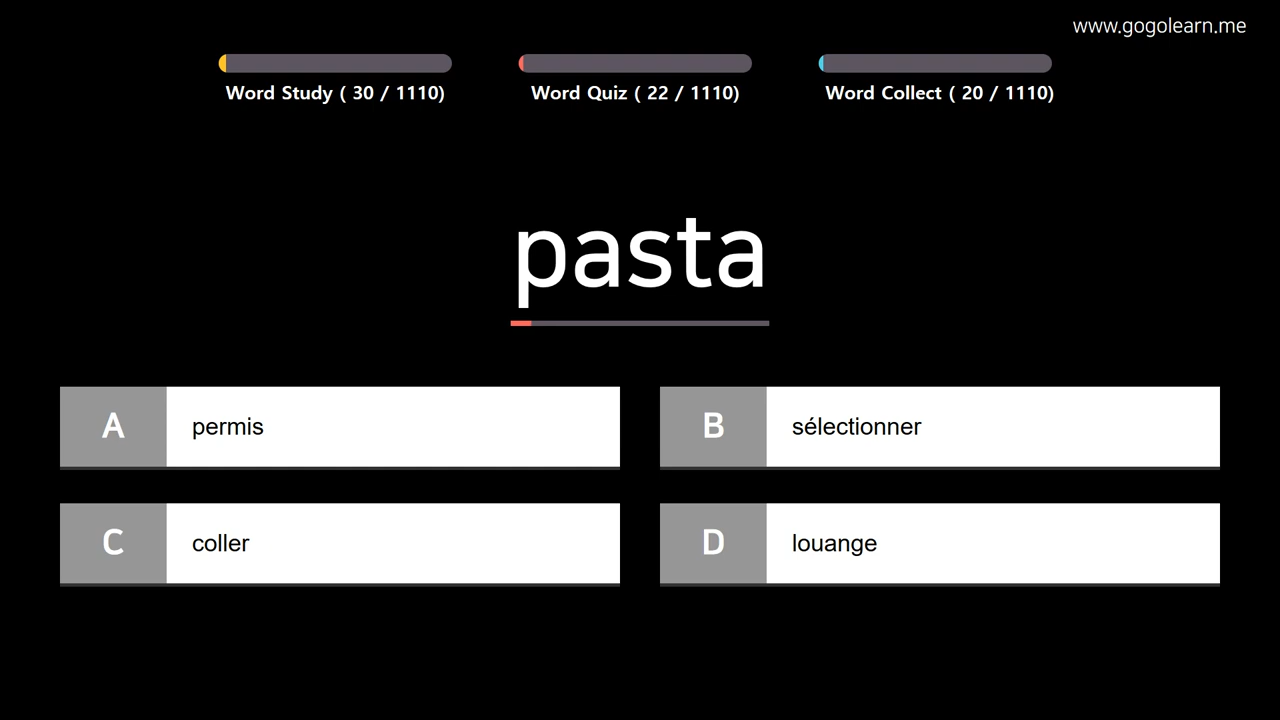 www.gogolearn.me
Word Study ( 30 / 1110)
Word Quiz ( 22 / 1110)
Word Collect ( 20 / 1110)
pasta
A permis
B sélectionner
C coller
D louange